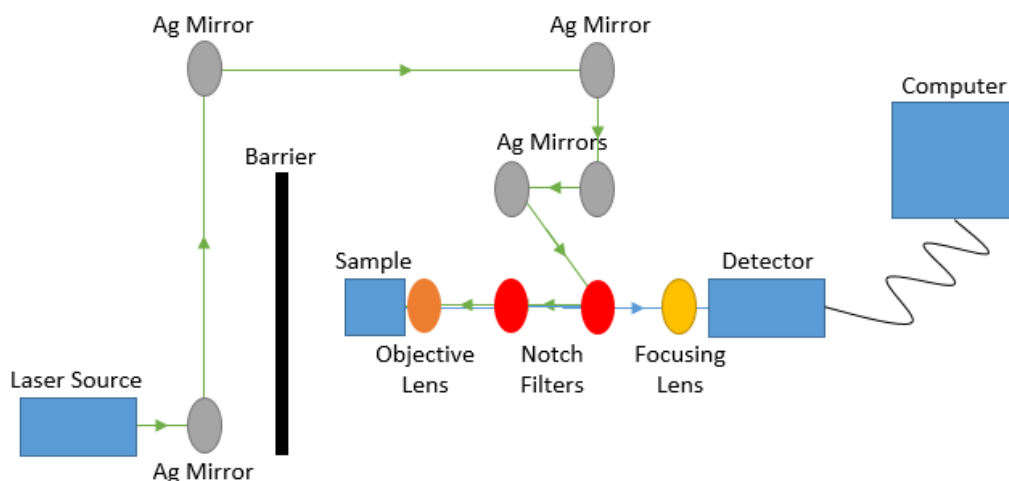 Ag Mirror
Ag Mirror
Computer
Ag Mirrors
Barrier
Sample
Detector
Objective
Lens
Notch
Filters
Focusing
Lens
Laser Source
Ag Mirror